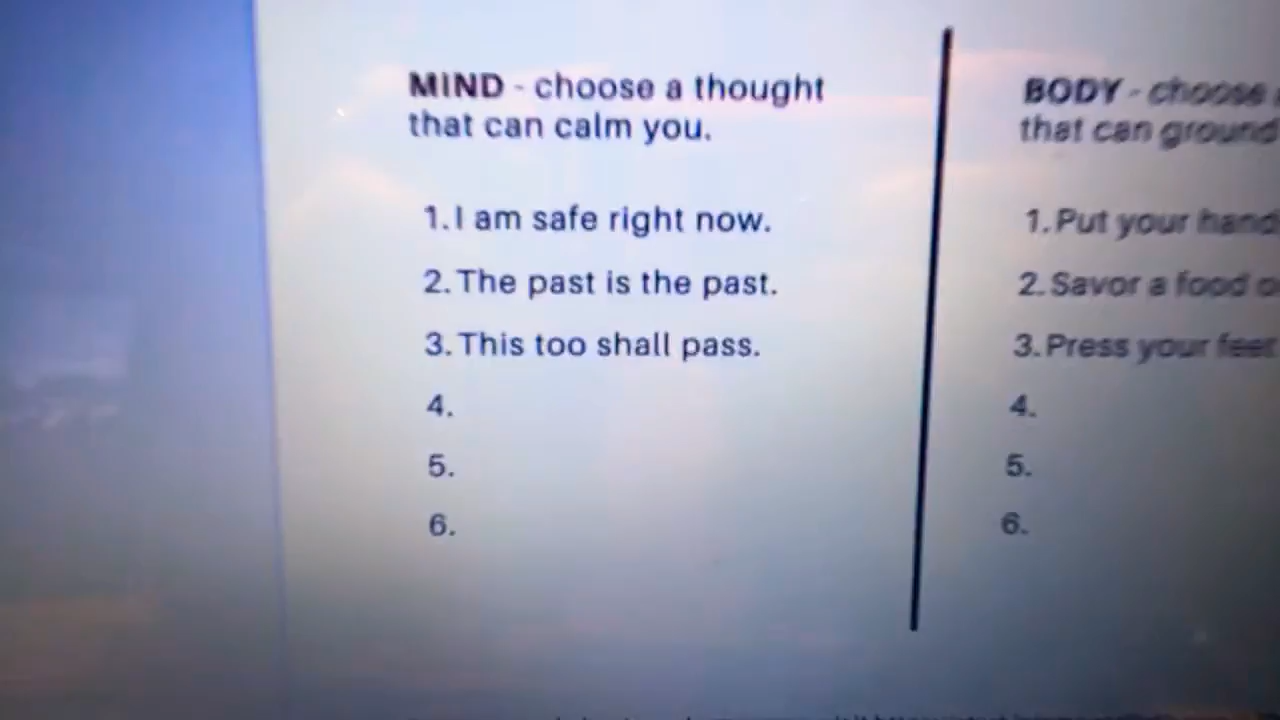 MIND - choose a thought
that can calm you.
1. I am safe right now.
2. The past is the past.
3. This too shall pass.
4.
5.
6.
BODY - choose
that can ground
1. Put your hand
2. Savor a food
3. Press your feet
4.
5.
6.